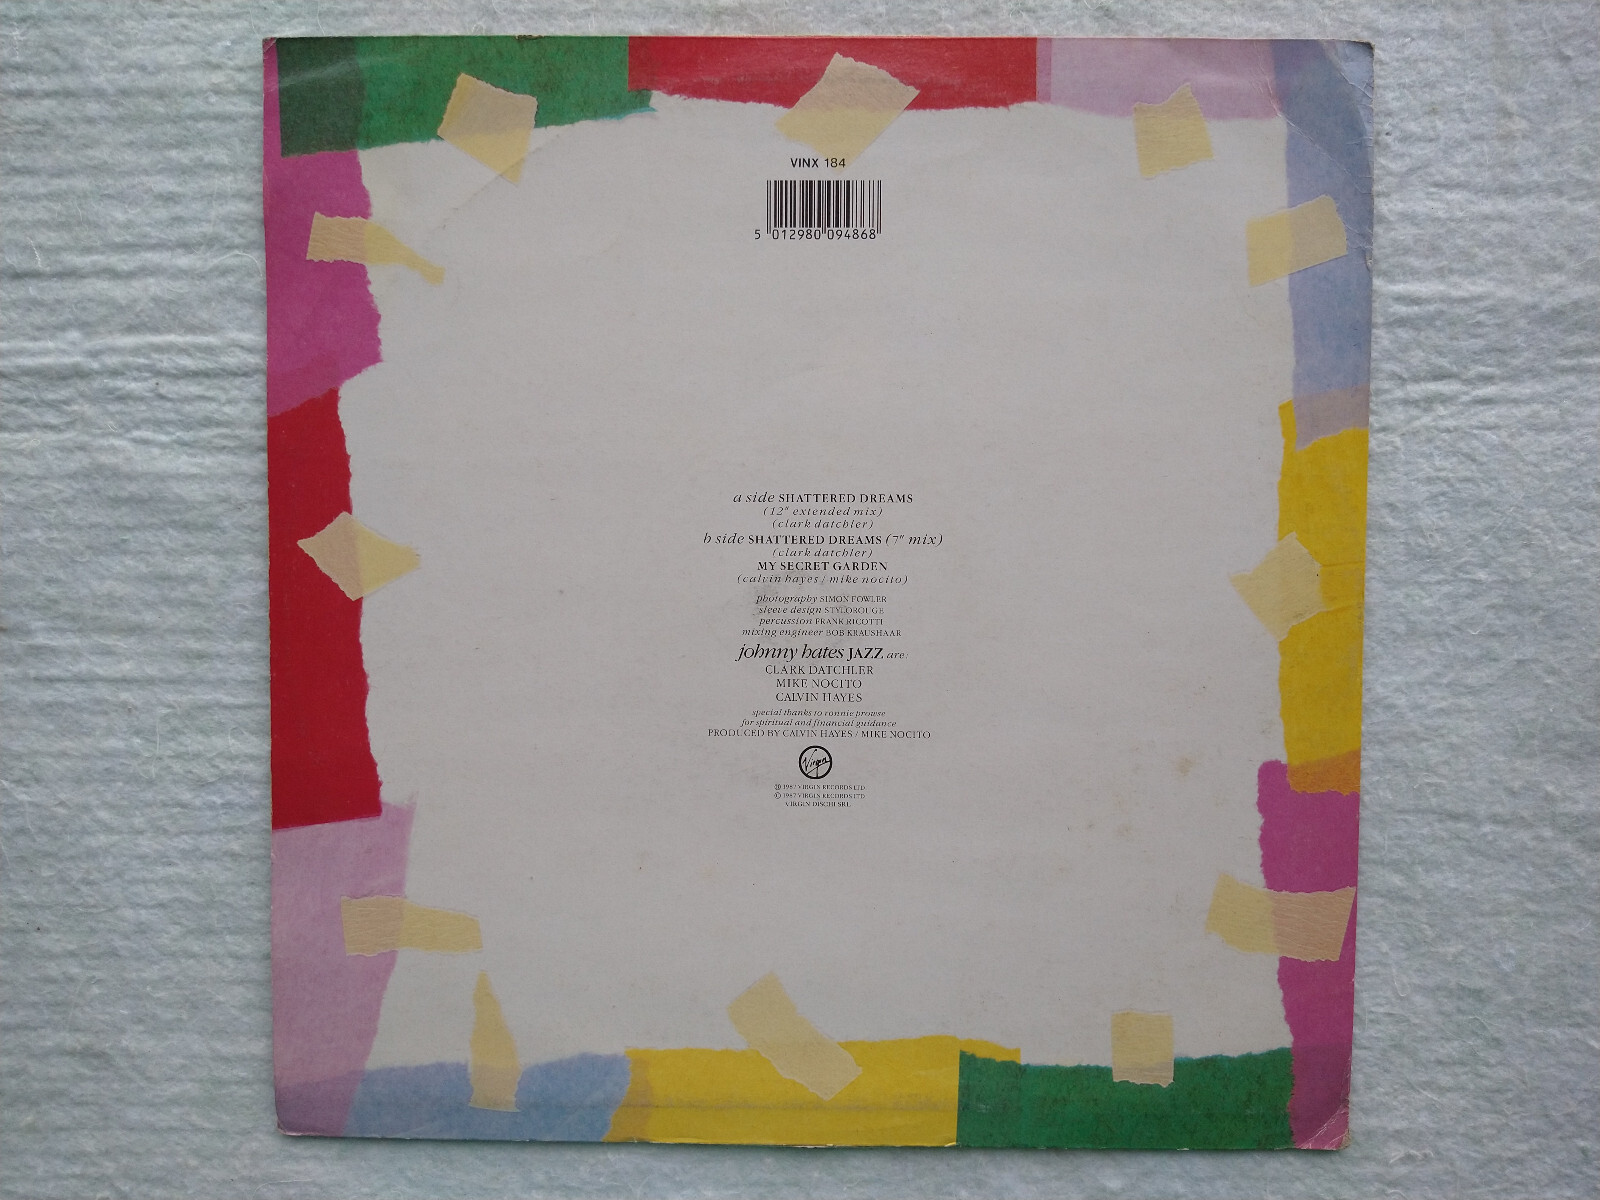 VINX 184
5 012980 094868
a side SHATTERED DREAMS
(12" extended mix)
(clark datchler)
b side SHATTERED DREAMS (7" mix)
(clark datchler)
MY SECRET GARDEN
(calvin hayes / mike nocito)
photography SIMON FOWLER
sleeve design STYLOROUGE
percussion FRANK RICOTTI
mixing engineer BOB KRAUSHAAR
johnny hates JAZZ are:
CLARK DATCHLER
MIKE NOCITO
CALVIN HAYES
special thanks to ronnie prowse
for spiritual and financial guidance
PRODUCED BY CALVIN HAYES / MIKE NOCITO
Virgin
℗ 1987 VIRGIN RECORDS LTD
© 1987 VIRGIN RECORDS LTD
VIRGIN DISCHI SRL